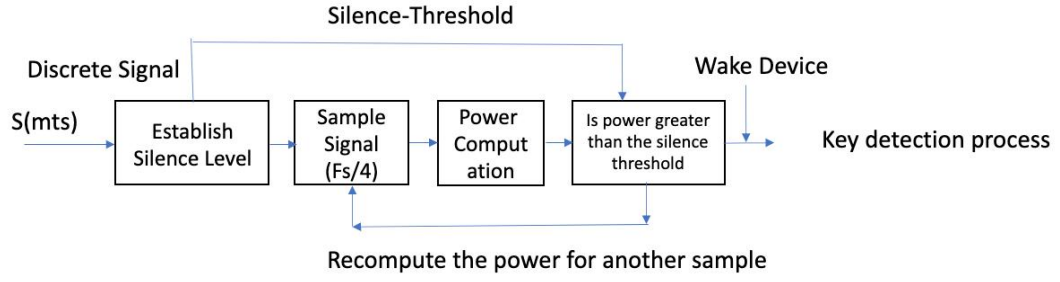 Silence-Threshold
Discrete Signal
Wake Device
S(mts)
Establish
Silence Level
Sample
Signal
(Fs/4)
Power
Comput
ation
Is power greater
than the silence
threshold
Key detection process
Recompute the power for another sample